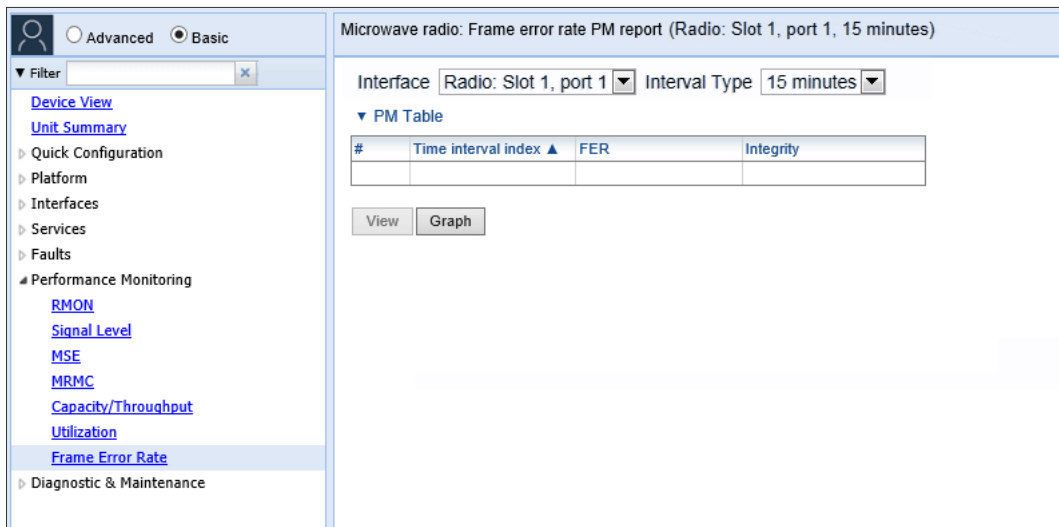 Advanced Basic
Microwave radio: Frame error rate PM report (Radio: Slot 1, port 1, 15 minutes)
Filter
Device View
Unit Summary
Quick Configuration
Platform
Interfaces
Services
Faults
Performance Monitoring
RMON
Signal Level
MSE
MRMC
Capacity/Throughput
Utilization
Frame Error Rate
Diagnostic & Maintenance
Interface Radio: Slot 1, port 1 Interval Type 15 minutes
PM Table
# Time interval index ▲ FER Integrity
View Graph